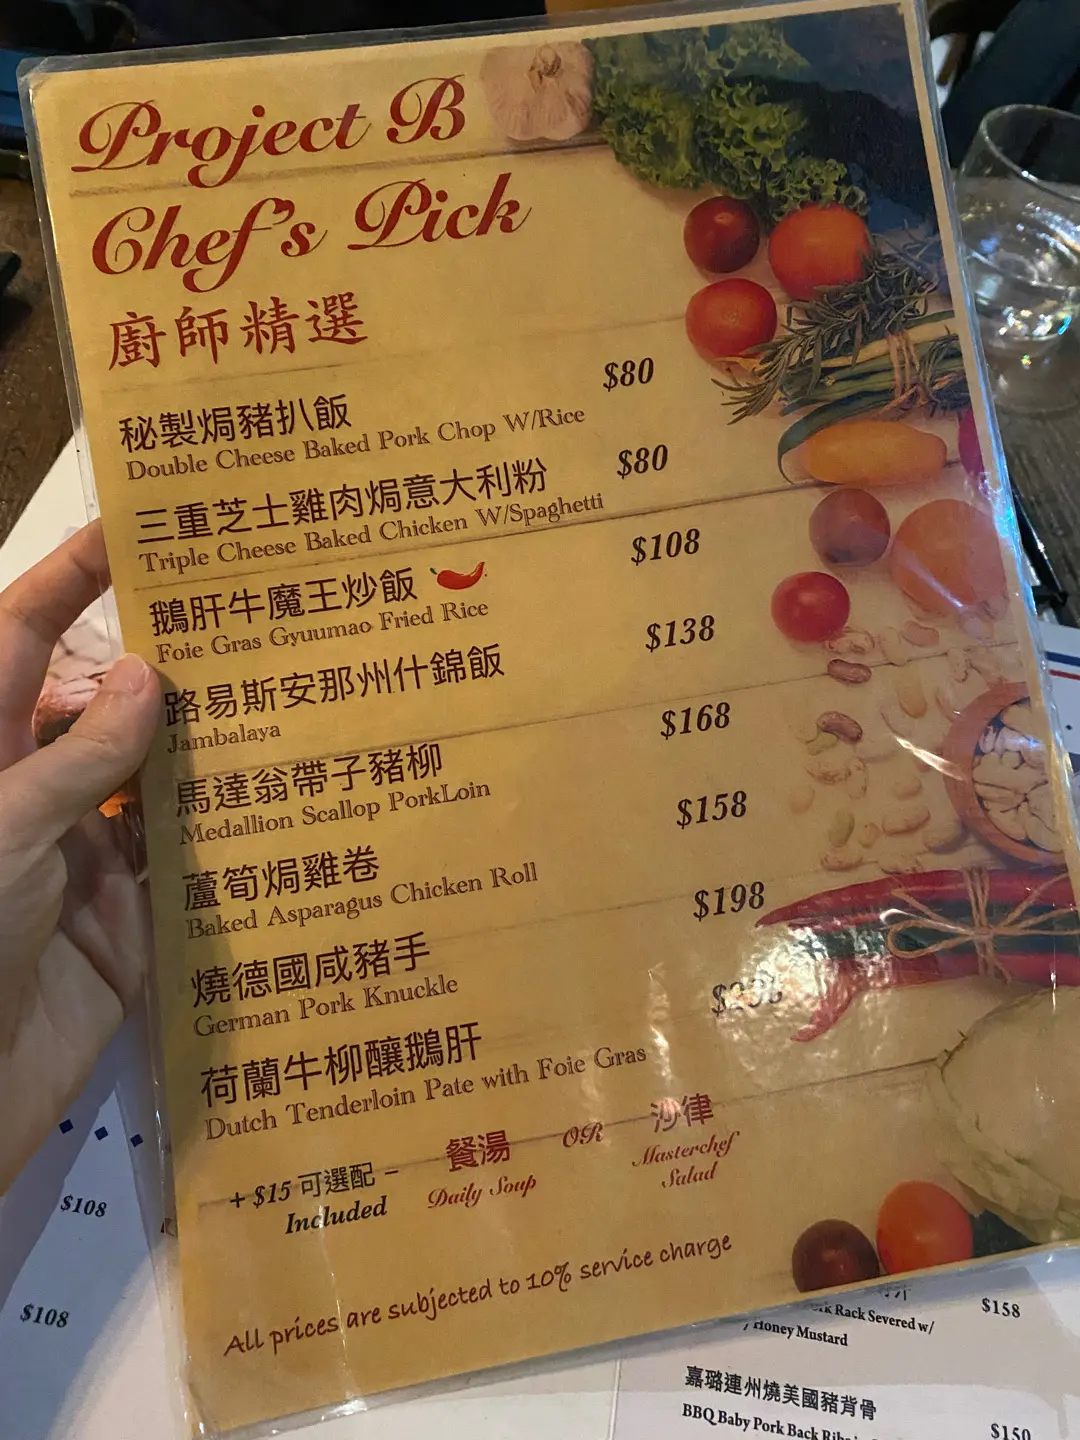 Project B
Chef's Pick
廚師精選
秘製焗豬扒飯 $80
Double Cheese Baked Pork Chop W/Rice
三重芝士雞肉焗意大利粉 $80
Triple Cheese Baked Chicken W/Spaghetti
鵝肝牛魔王炒飯 $108
Foie Gras Gyuumao Fried Rice
路易斯安那州什錦飯 $138
Jambalaya
馬達翁帶子豬柳 $168
Medallion Scallop PorkLoin
蘆筍焗雞卷 $158
Baked Asparagus Chicken Roll
燒德國咸豬手 $198
German Pork Knuckle
荷蘭牛柳釀鵝肝
Dutch Tenderloin Pate with Foie Gras
+ $15 可選配 - 餐湯 OR 沙律
Included Daily Soup Masterchef
Salad
All prices are subjected to 10% service charge
$108
$108
Rack Severed w/ $158
Honey Mustard
嘉璐連州燒美國豬背骨
BBQ Baby Pork Back $150